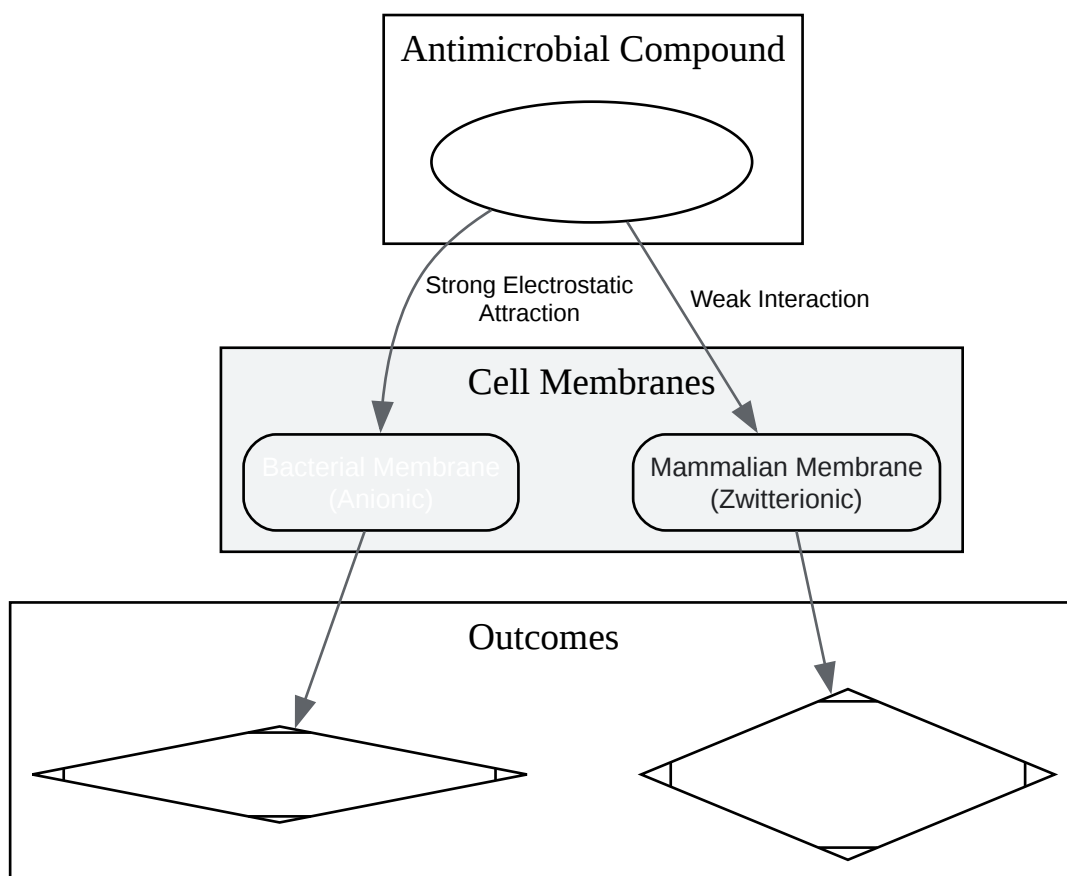 Antimicrobial Compound
Strong Electrostatic
Attraction
Weak Interaction
Cell Membranes
Bacterial Membrane
(Anionic)
Mammalian Membrane
(Zwitterionic)
Outcomes